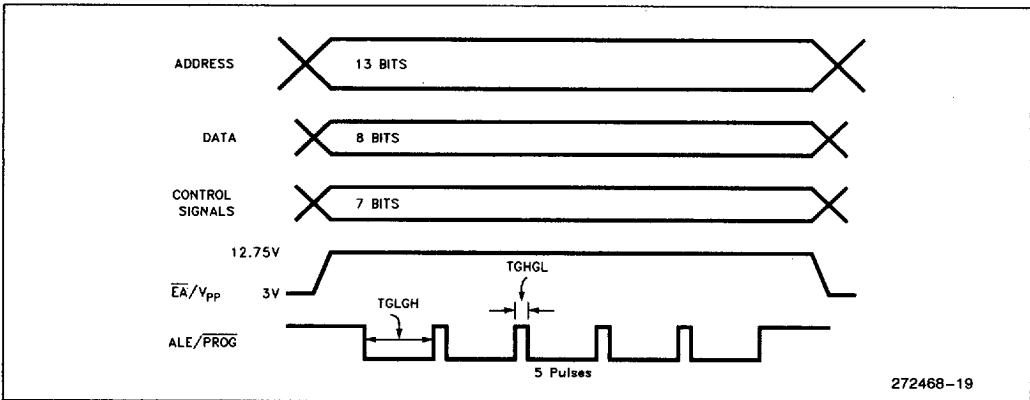 ADDRESS
13 BITS
DATA
8 BITS
CONTROL
SIGNALS
7 BITS
12.75V
EA/VPP
3V
TGLGH
TGHGL
ALE/PROG
5 Pulses
272468-19